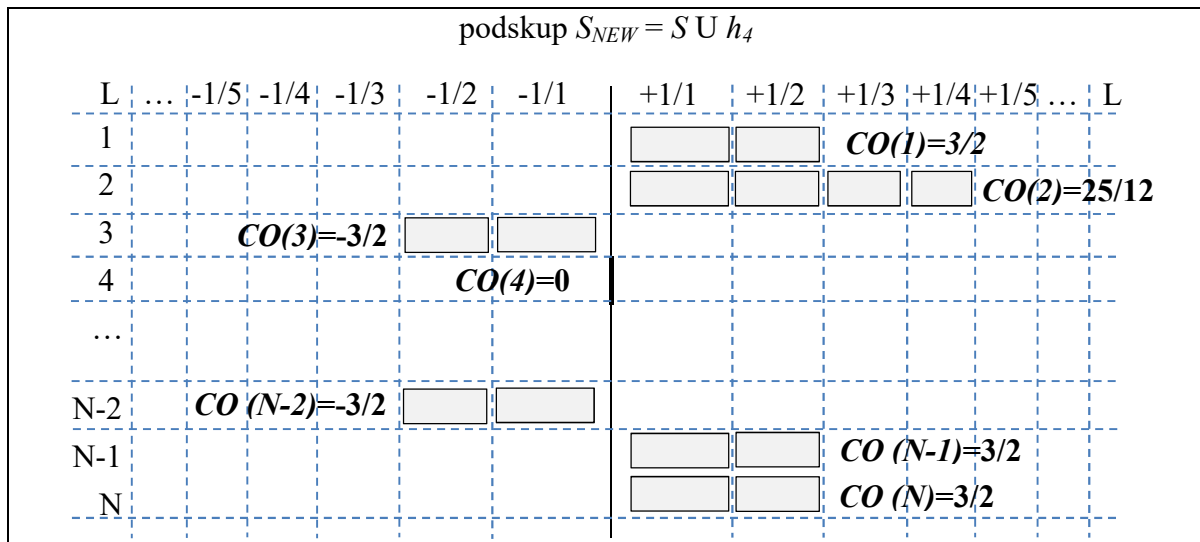 podskup S_NEW = S U h_4
L … -1/5 -1/4 -1/3 -1/2 -1/1 +1/1 +1/2 +1/3 +1/4 +1/5 … L
1 CO(1)=3/2
2 CO(2)=25/12
3 CO(3)=-3/2
4 CO(4)=0
…
N-2 CO (N-2)=-3/2
N-1 CO (N-1)=3/2
N CO (N)=3/2